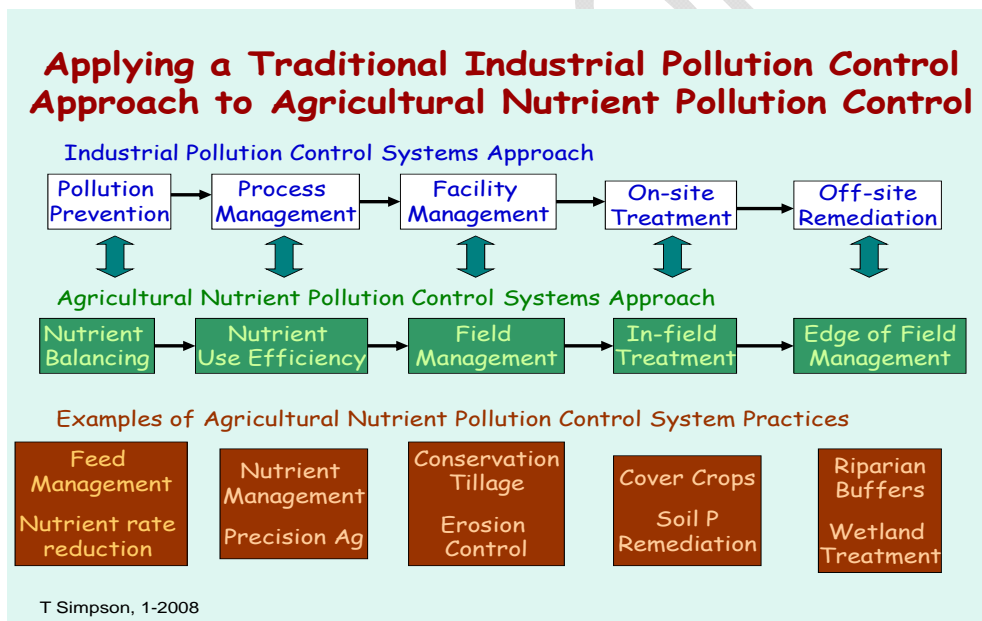 Applying a Traditional Industrial Pollution Control
Approach to Agricultural Nutrient Pollution Control
Industrial Pollution Control Systems Approach
Pollution
Prevention
Process
Management
Facility
Management
On-site
Treatment
Off-site
Remediation
Agricultural Nutrient Pollution Control Systems Approach
Nutrient
Balancing
Nutrient
Use Efficiency
Field
Management
In-field
Treatment
Edge of Field
Management
Examples of Agricultural Nutrient Pollution Control System Practices
Feed
Management
Nutrient rate
reduction
Nutrient
Management
Precision Ag
Conservation
Tillage
Erosion
Control
Cover Crops
Soil P
Remediation
Riparian
Buffers
Wetland
Treatment
T Simpson, 1-2008